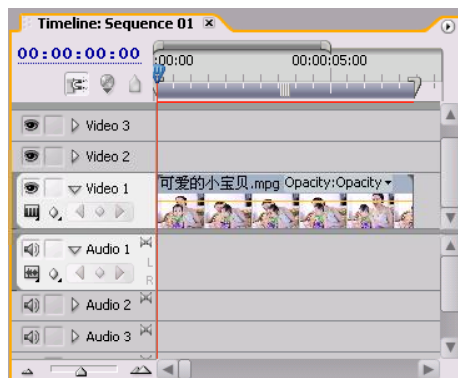 Timeline: Sequence 01
00:00:00:00
:00:00 00:00:05:00
Video 3
Video 2
Video 1
可爱的小宝贝.mpg Opacity:Opacity
Audio 1
L
R
Audio 2
Audio 3